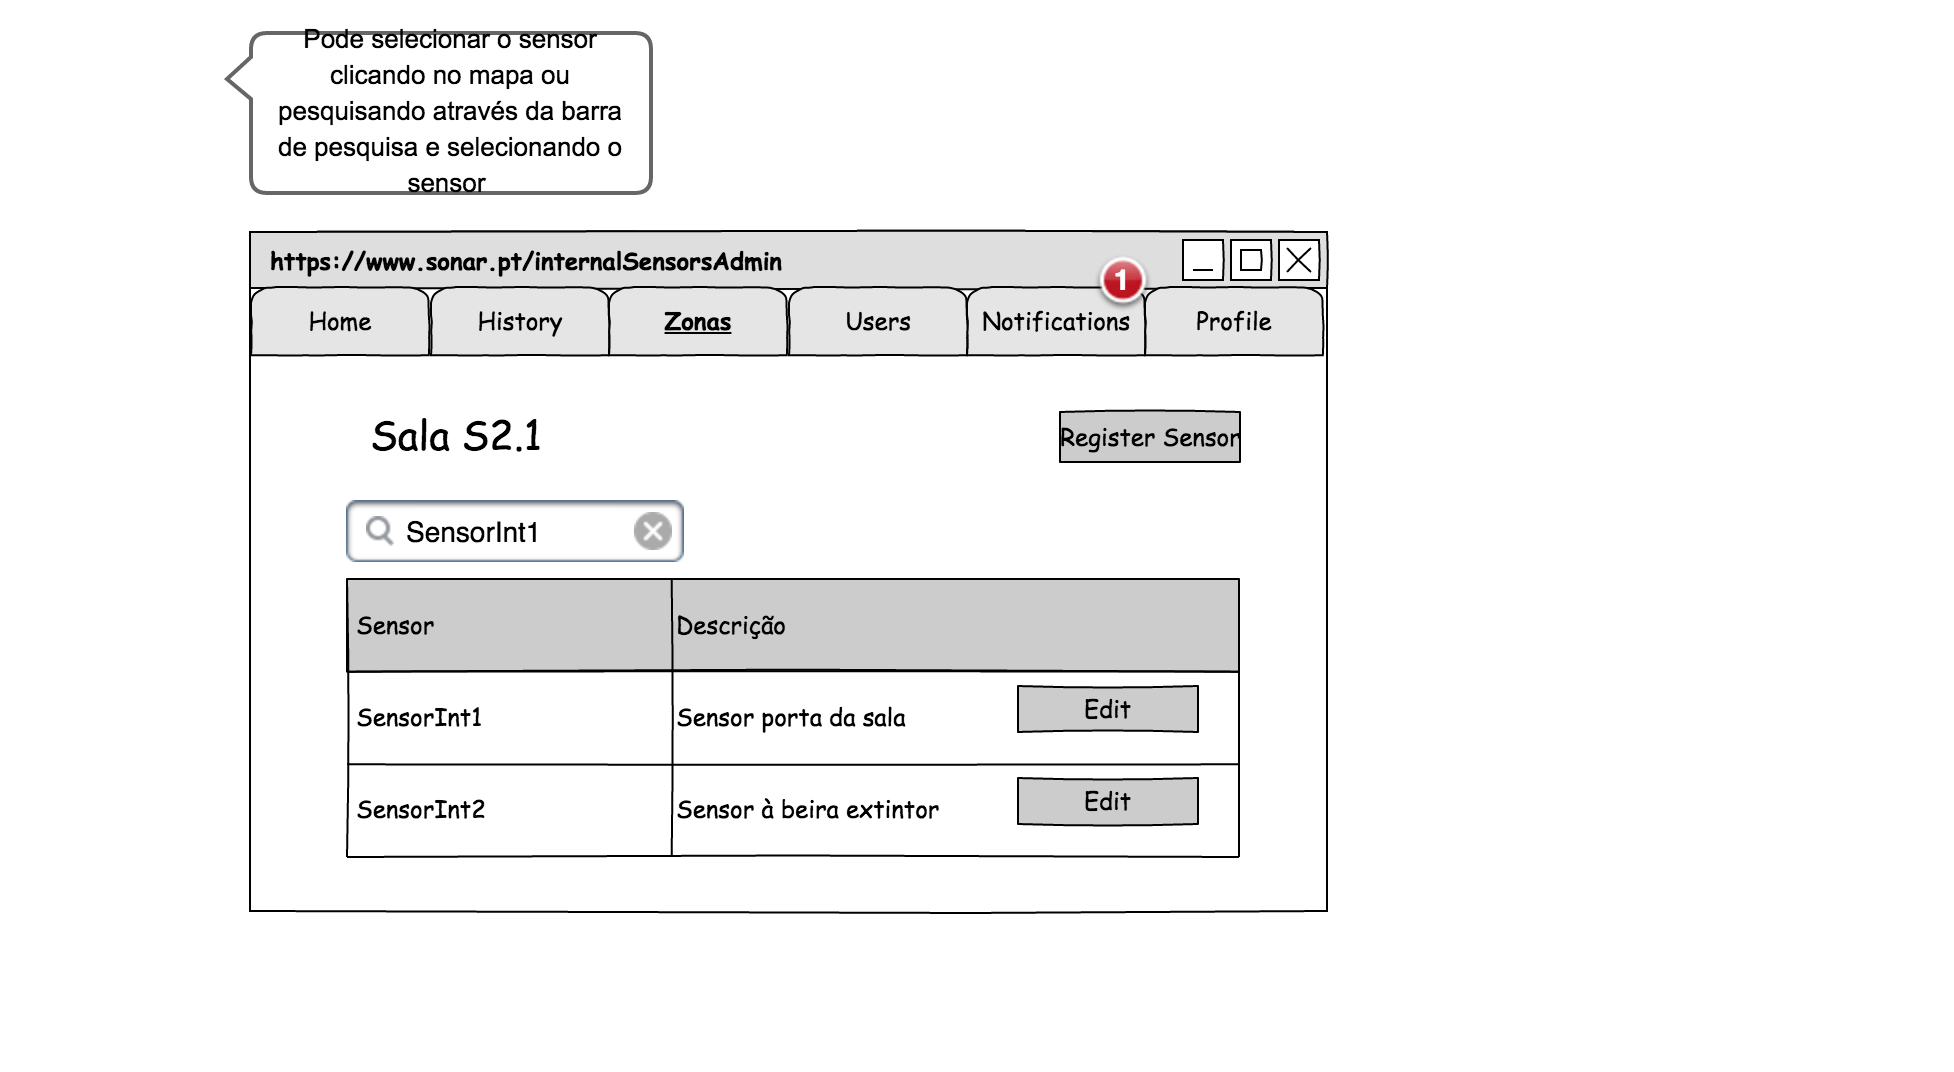 Pode selecionar o sensor
clicando no mapa ou
pesquisando através da barra
de pesquisa e selecionando o
sensor
https://www.sonar.pt/internalSensorsAdmin
1
Home History Zonas Users Notifications Profile
Sala S2.1
Register Sensor
SensorInt1
Sensor Descrição
SensorInt1 Sensor porta da sala Edit
SensorInt2 Sensor à beira extintor Edit